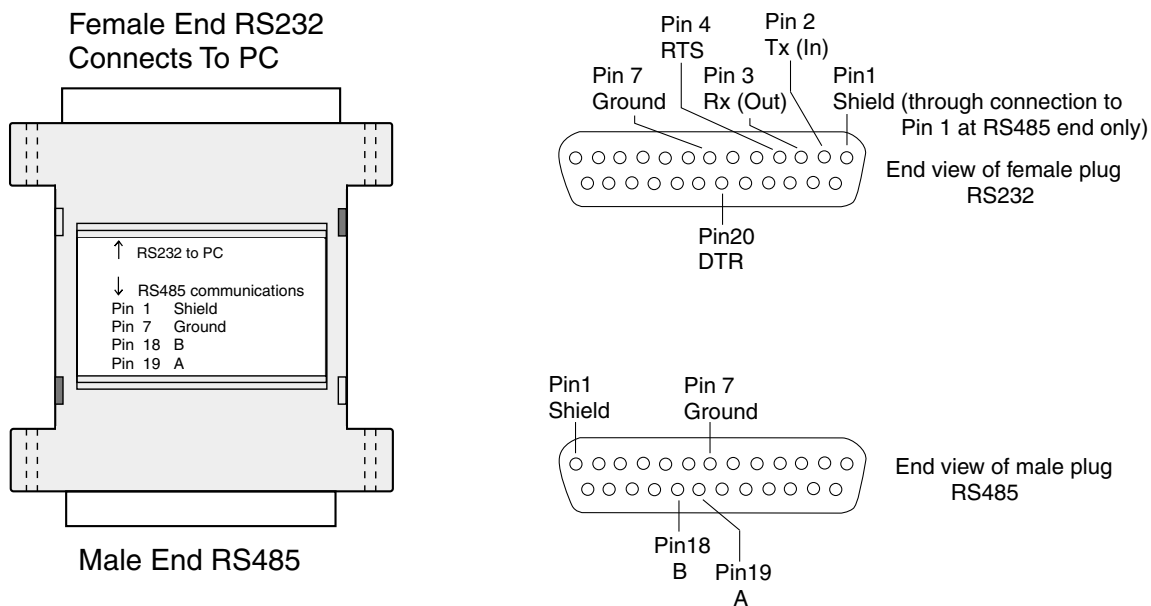 Female End RS232
Connects To PC
RS232 to PC
RS485 communications
Pin 1 Shield
Pin 7 Ground
Pin 18 B
Pin 19 A
Male End RS485
Pin 4
RTS
Pin 2
Tx (In)
Pin 7
Ground
Pin 3
Rx (Out)
Pin1
Shield (through connection to
Pin 1 at RS485 end only)
End view of female plug
RS232
Pin20
DTR
Pin1
Shield
Pin 7
Ground
End view of male plug
RS485
Pin18
B
Pin19
A